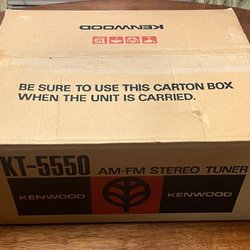 KENWOOD
BE SURE TO USE THIS CARTON BOX
WHEN THE UNIT IS CARRIED.
KT-5550 AM-FM STEREO TUNER
KENWOOD KENWOOD